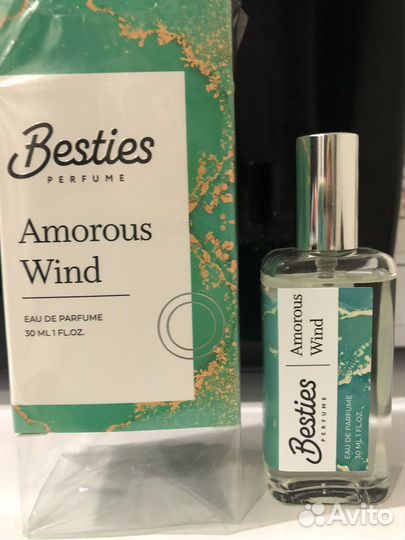 Besties
PERFUME
Amorous
Wind
EAU DE PARFUME
30 ML 1 FL.OZ.
Besties
PERFUME
Amorous
Wind
EAU DE PARFUME
30 ML 1 FL.OZ.
Avito